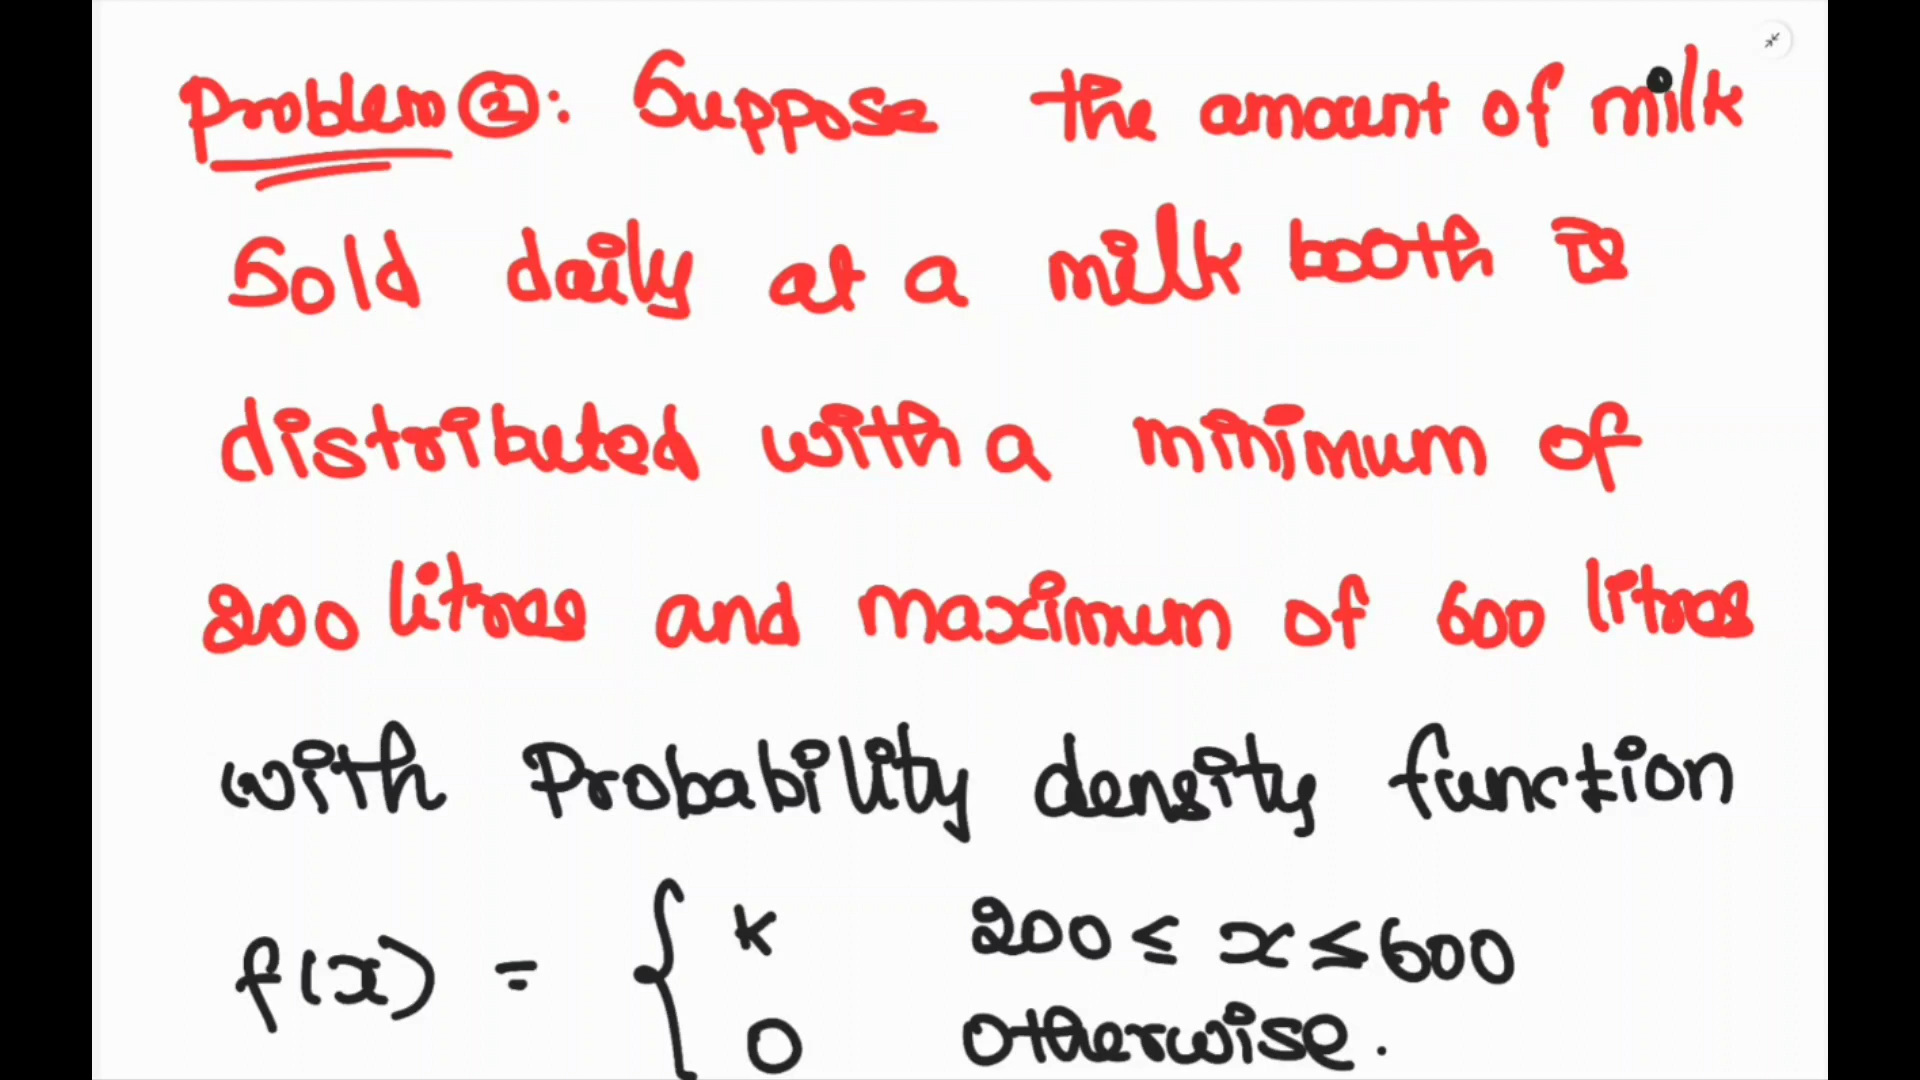 Problem ②: Suppose the amount of milk
Sold daily at a milk booth is
distributed with a minimum of
200 litres and maximum of 600 litres
with Probability density function
f(x) = { k 200 ≤ x ≤ 600
0 otherwise.